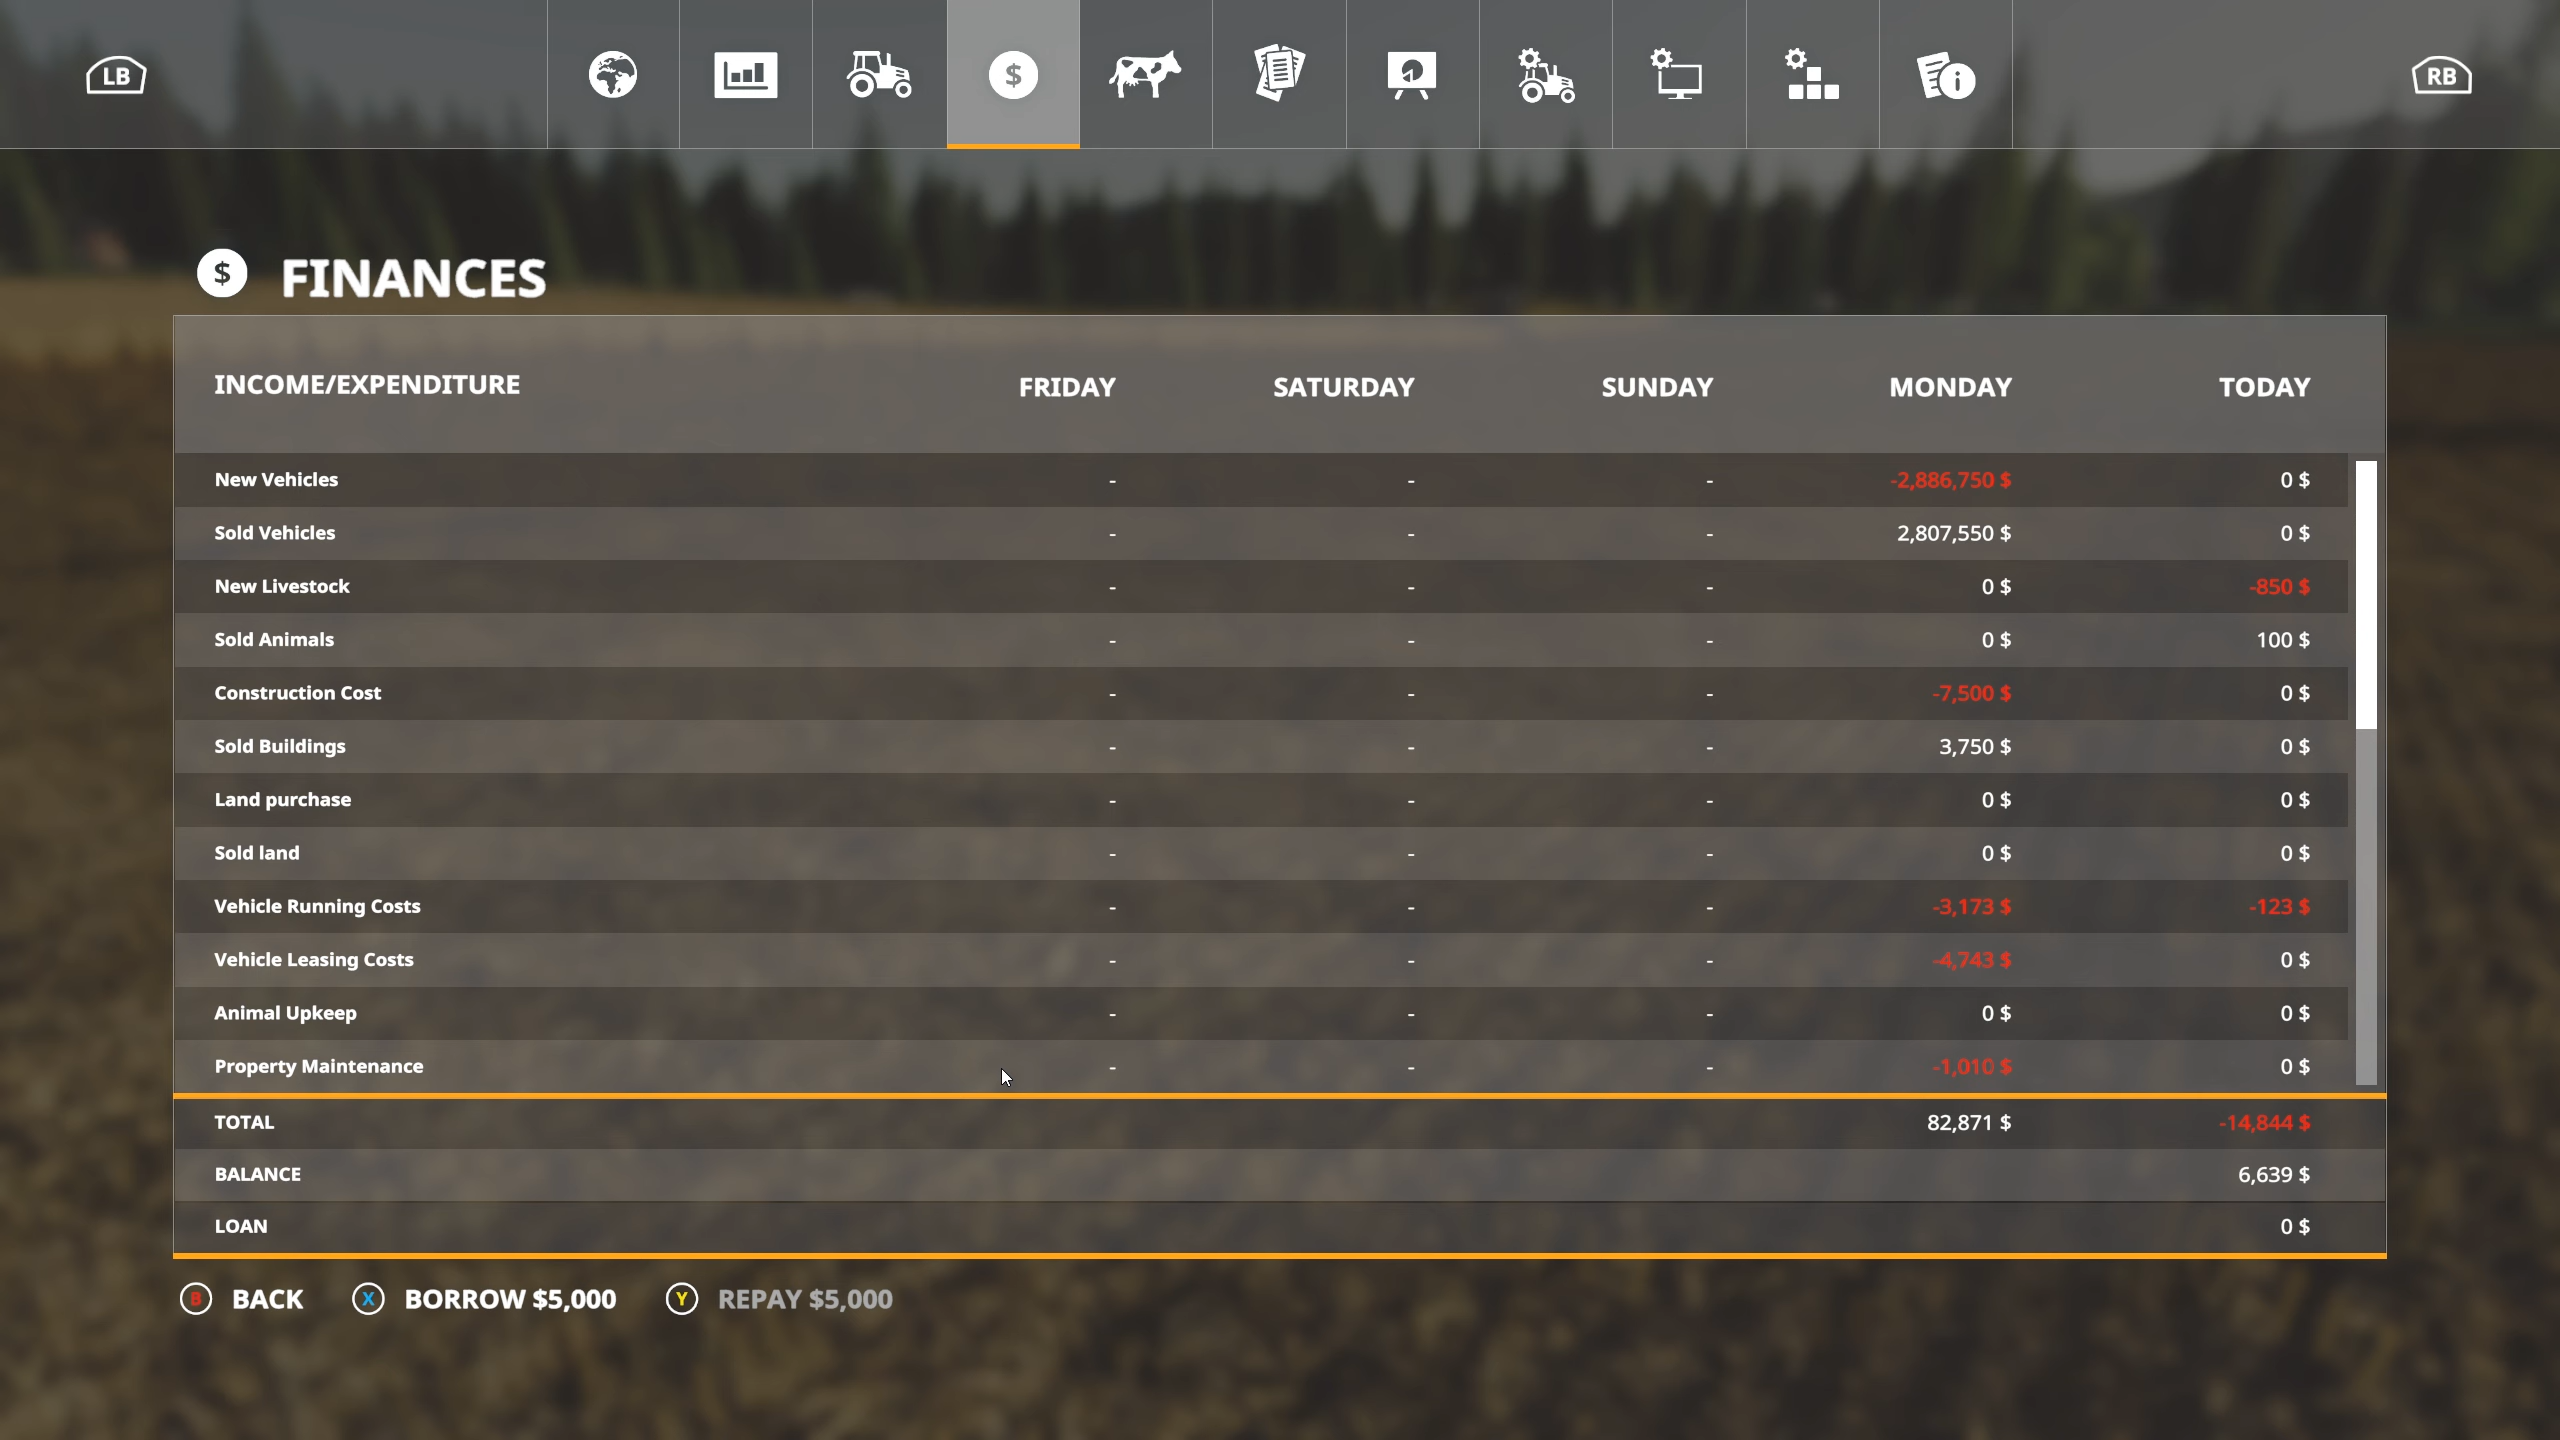 LB
$
RB
$ FINANCES
INCOME/EXPENDITURE FRIDAY SATURDAY SUNDAY MONDAY TODAY
New Vehicles - - - -2,886,750 $ 0 $
Sold Vehicles - - - 2,807,550 $ 0 $
New Livestock - - - 0 $ -850 $
Sold Animals - - - 0 $ 100 $
Construction Cost - - - -7,500 $ 0 $
Sold Buildings - - - 3,750 $ 0 $
Land purchase - - - 0 $ 0 $
Sold land - - - 0 $ 0 $
Vehicle Running Costs - - - -3,173 $ -123 $
Vehicle Leasing Costs - - - -4,743 $ 0 $
Animal Upkeep - - - 0 $ 0 $
Property Maintenance - - - -1,010 $ 0 $
TOTAL 82,871 $ -14,844 $
BALANCE 6,639 $
LOAN 0 $
B BACK X BORROW $5,000 Y REPAY $5,000